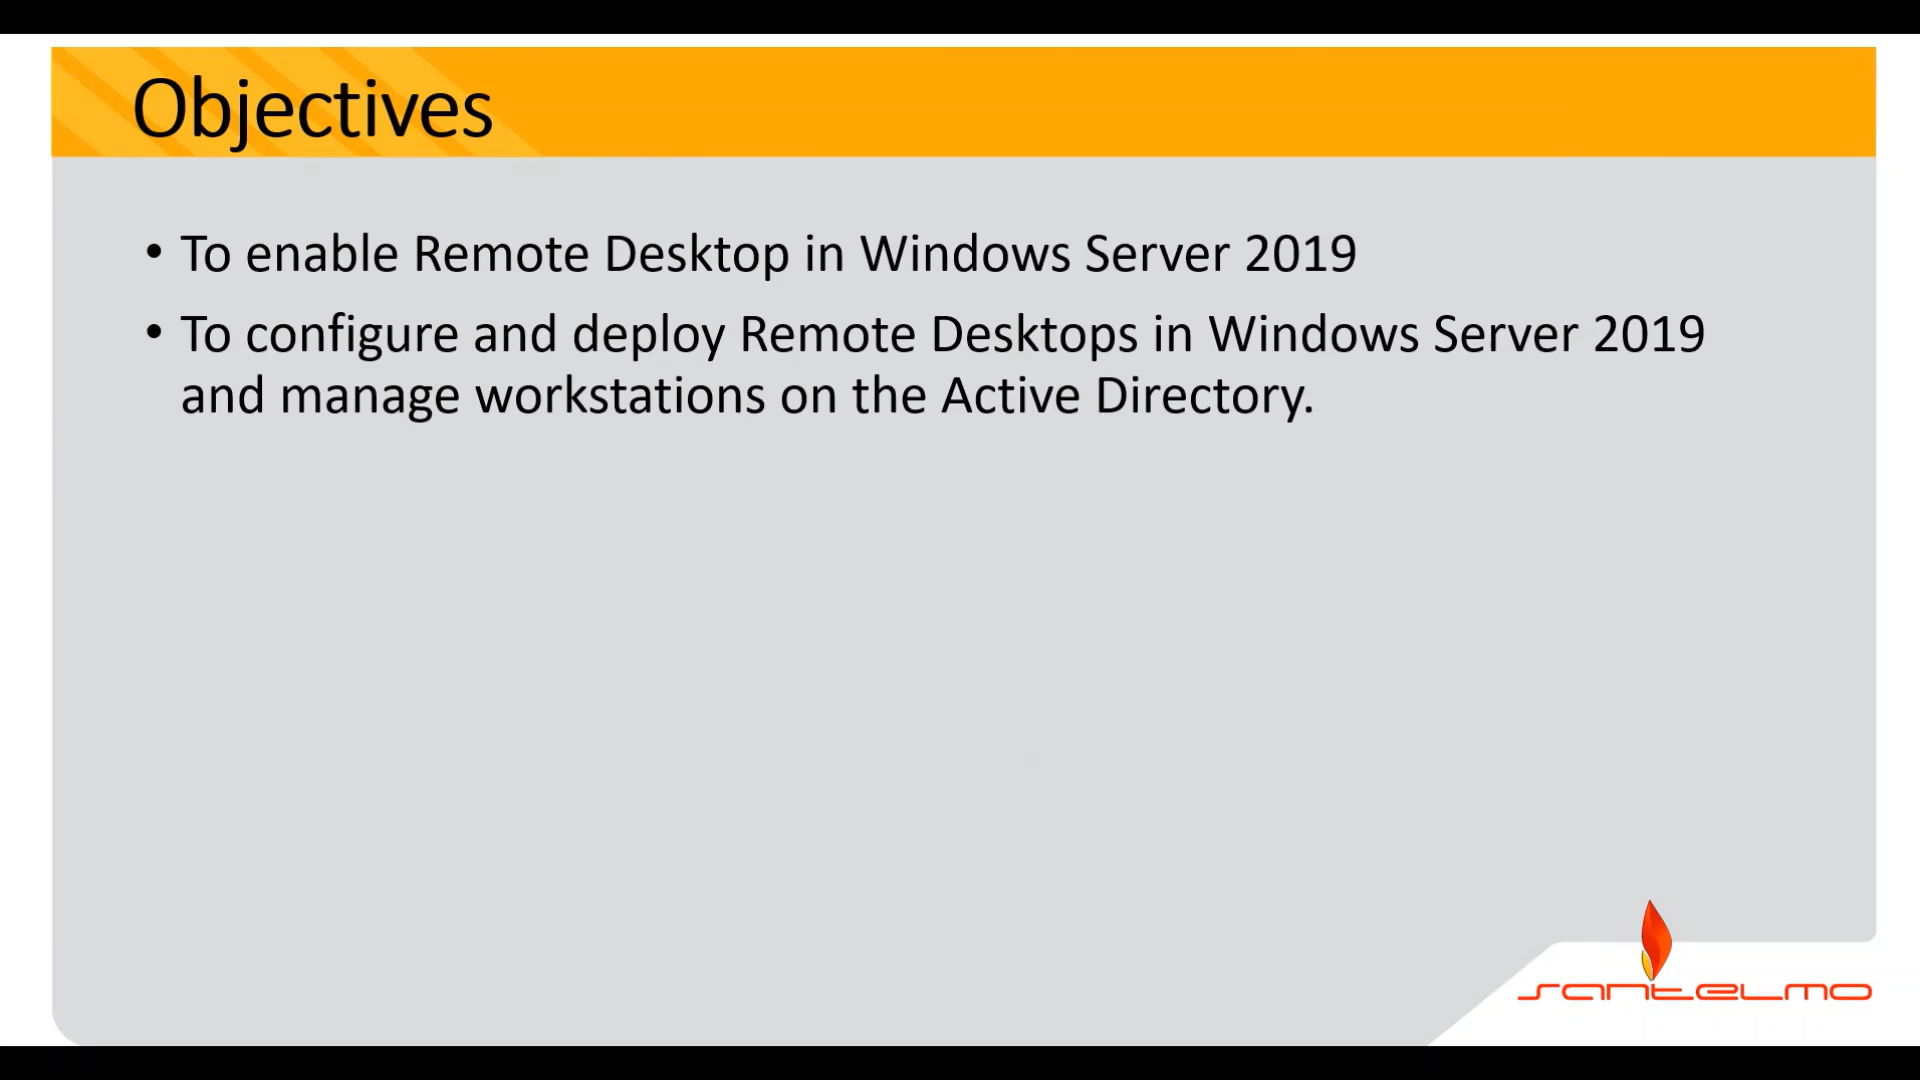 Objectives
• To enable Remote Desktop in Windows Server 2019
• To configure and deploy Remote Desktops in Windows Server 2019
and manage workstations on the Active Directory.
santelmo